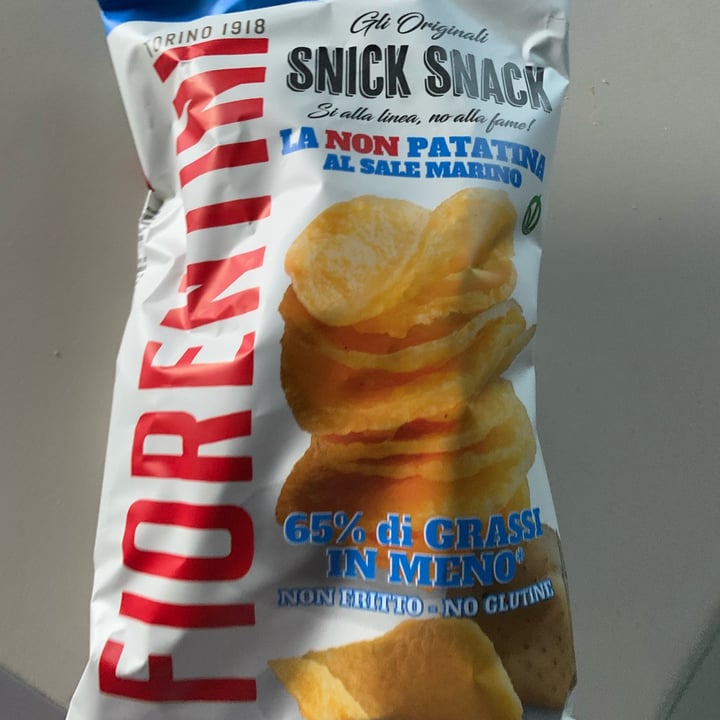 TORINO 1918
FIORENTINI
Gli Originali
SNICK SNACK
Si alla linea, no alla fame!
LA NON PATATINA
AL SALE MARINO
65% di GRASSI
IN MENO*
NON FRITTO - NO GLUTINE